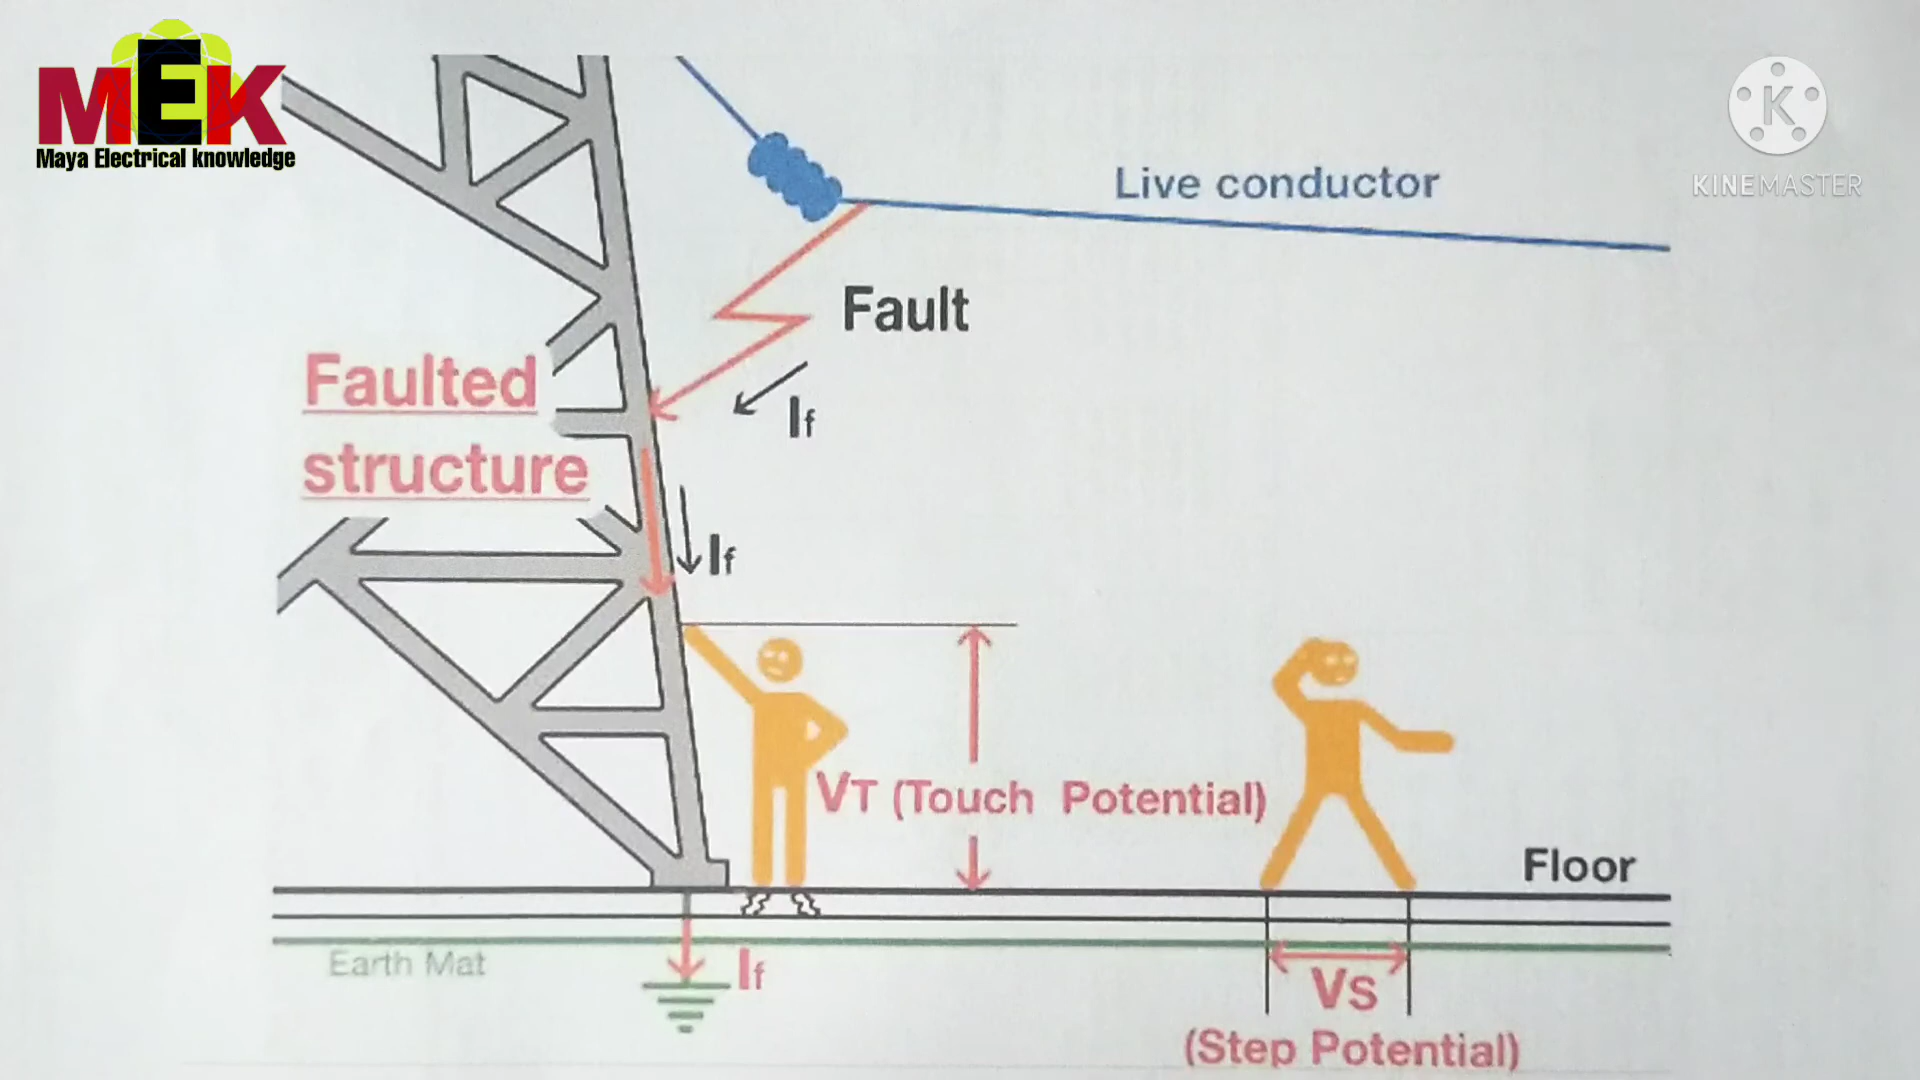 MEK
Maya Electrical knowledge
K
KINEMASTER
Live conductor
Fault
If
Faulted
structure
If
VT (Touch Potential)
Floor
Earth Mat
If
VS
(Step Potential)